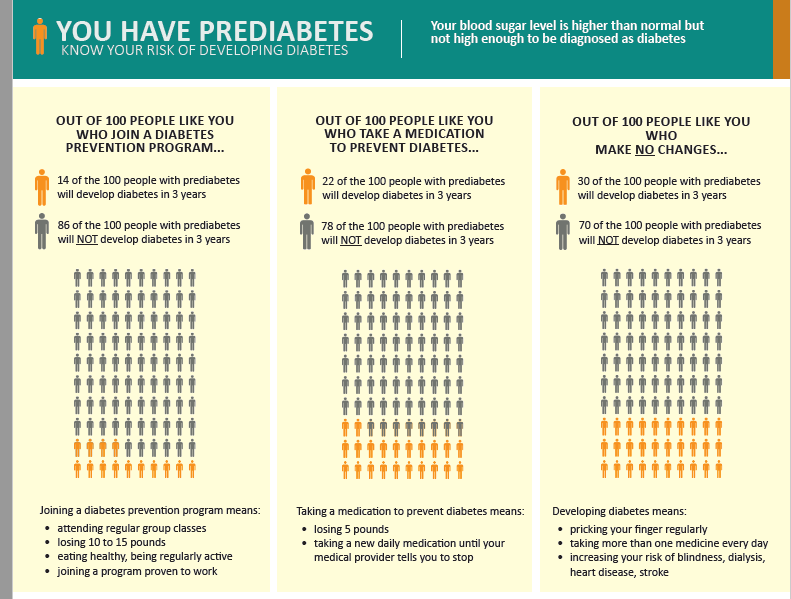 YOU HAVE PREDIABETES
KNOW YOUR RISK OF DEVELOPING DIABETES
Your blood sugar level is higher than normal but
not high enough to be diagnosed as diabetes
OUT OF 100 PEOPLE LIKE YOU
WHO JOIN A DIABETES
PREVENTION PROGRAM...
14 of the 100 people with prediabetes
will develop diabetes in 3 years
86 of the 100 people with prediabetes
will NOT develop diabetes in 3 years
Joining a diabetes prevention program means:
• attending regular group classes
• losing 10 to 15 pounds
• eating healthy, being regularly active
• joining a program proven to work
OUT OF 100 PEOPLE LIKE YOU
WHO TAKE A MEDICATION
TO PREVENT DIABETES...
22 of the 100 people with prediabetes
will develop diabetes in 3 years
78 of the 100 people with prediabetes
will NOT develop diabetes in 3 years
Taking a medication to prevent diabetes means:
• losing 5 pounds
• taking a new daily medication until your
medical provider tells you to stop
OUT OF 100 PEOPLE LIKE YOU
WHO
MAKE NO CHANGES...
30 of the 100 people with prediabetes
will develop diabetes in 3 years
70 of the 100 people with prediabetes
will NOT develop diabetes in 3 years
Developing diabetes means:
• pricking your finger regularly
• taking more than one medicine every day
• increasing your risk of blindness, dialysis,
heart disease, stroke